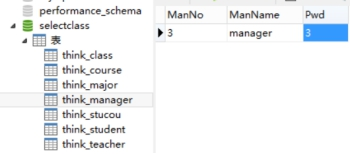 performance_schema
selectclass
表
think_class
think_course
think_major
think_manager
think_stucou
think_student
think_teacher
ManNo ManName Pwd
3 manager 3